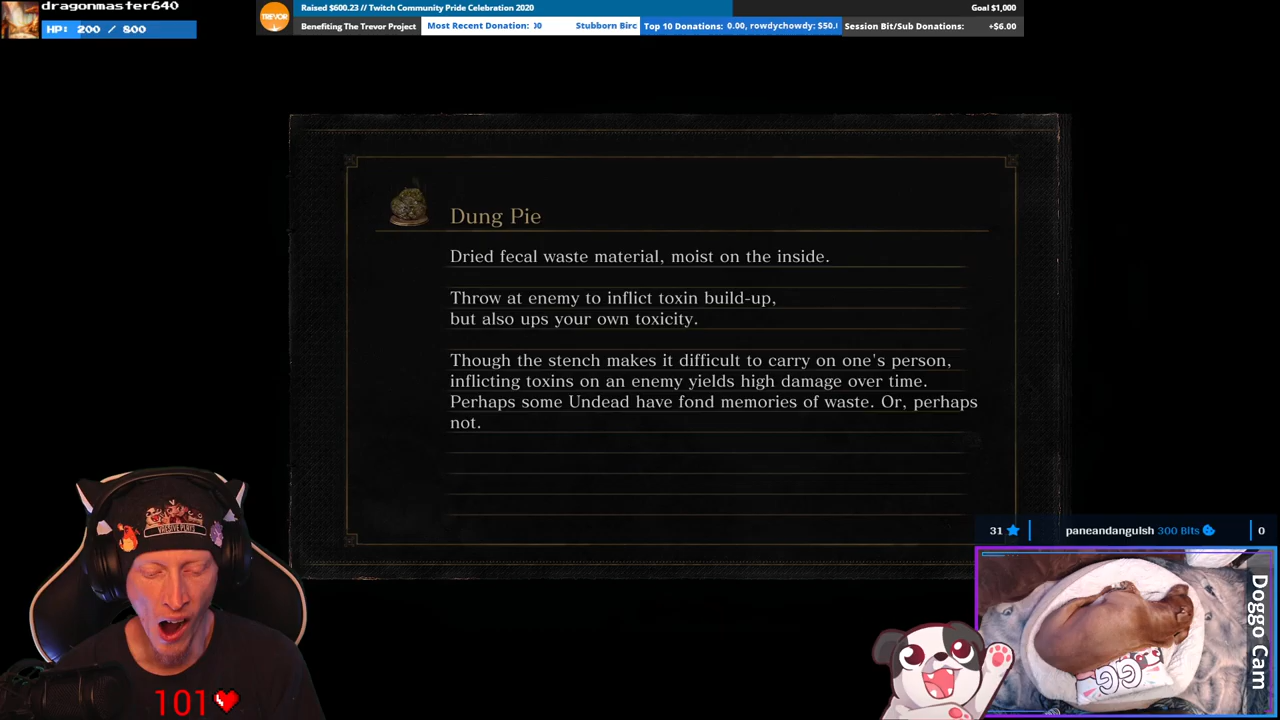 dragonmaster640
HP: 200 / 800
Raised $600.23 // Twitch Community Pride Celebration 2020
Goal $1,000
TREVOR
Benefiting The Trevor Project
Most Recent Donation:
Stubborn Birc
Top 10 Donations: 0.00, rowdychowdy: $50.
Session Bit/Sub Donations: +$6.00
Dung Pie
Dried fecal waste material, moist on the inside.
Throw at enemy to inflict toxin build-up,
but also ups your own toxicity.
Though the stench makes it difficult to carry on one's person,
inflicting toxins on an enemy yields high damage over time.
Perhaps some Undead have fond memories of waste. Or, perhaps
not.
31
paneandanguish 300 Bits
0
Doggo Cam
GG
101